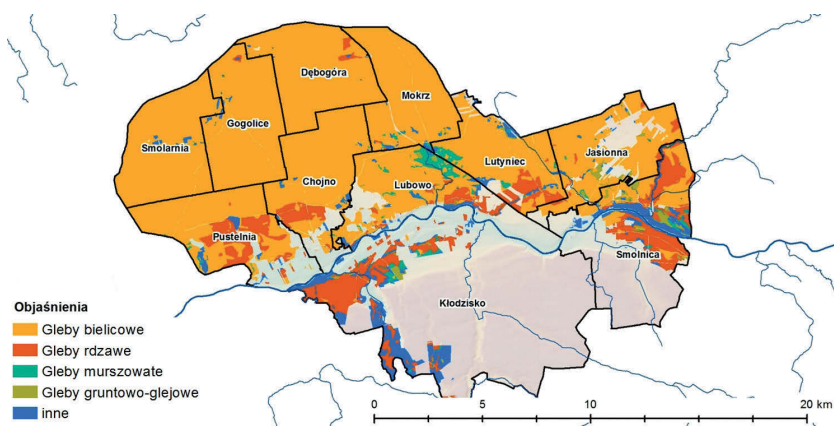 Dębogóra
Mokrz
Gogolice
Smolarnia
Jasionna
Lutyniec
Chojno
Lubowo
Pustelnia
Smolnica
Kłodzisko
Objaśnienia
Gleby bielicowe
Gleby rdzawe
Gleby murszowate
Gleby gruntowo-glejowe
inne
0 5 10 20 km